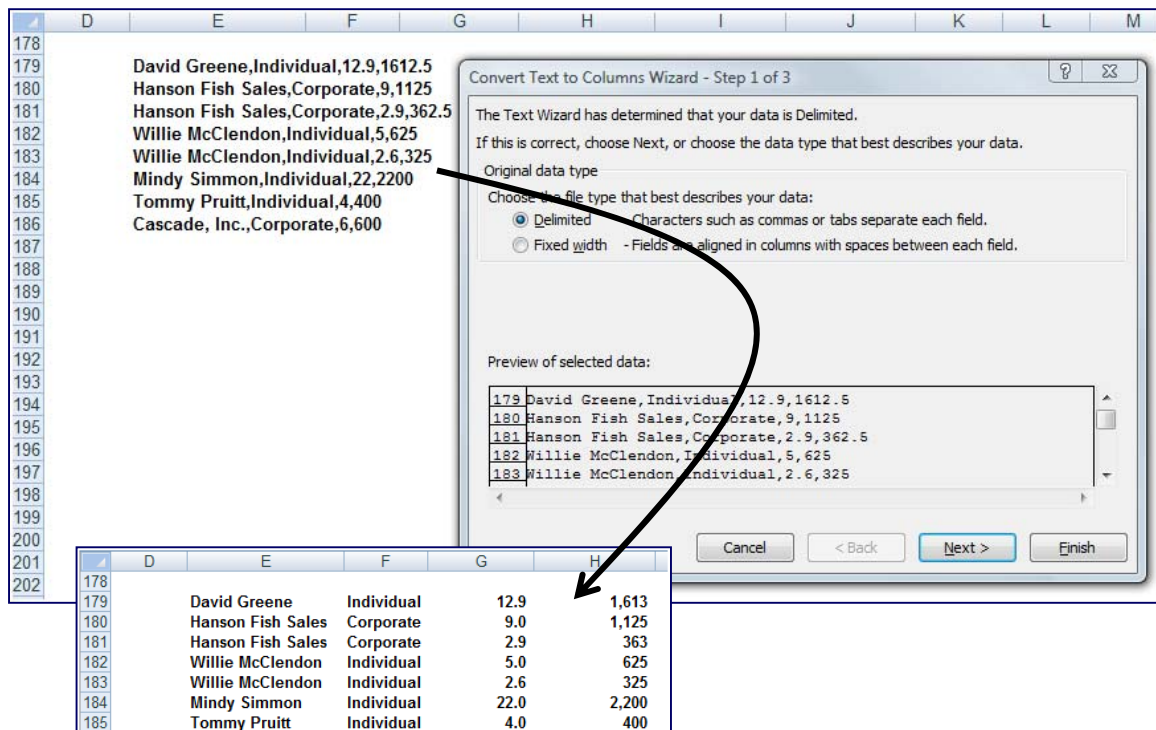 D E F G H I J K L M
178
179 David Greene,Individual,12.9,1612.5
180 Hanson Fish Sales,Corporate,9,1125
181 Hanson Fish Sales,Corporate,2.9,362.5
182 Willie McClendon,Individual,5,625
183 Willie McClendon,Individual,2.6,325
184 Mindy Simmon,Individual,22,2200
185 Tommy Pruitt,Individual,4,400
186 Cascade, Inc.,Corporate,6,600
187
188
189
190
191
192
193
194
195
196
197
198
199
200
201
202
Convert Text to Columns Wizard - Step 1 of 3
The Text Wizard has determined that your data is Delimited.
If this is correct, choose Next, or choose the data type that best describes your data.
Original data type
Choose the file type that best describes your data:
Delimited - Characters such as commas or tabs separate each field.
Fixed width - Fields are aligned in columns with spaces between each field.
Preview of selected data:
179 David Greene,Individual,12.9,1612.5
180 Hanson Fish Sales,Corporate,9,1125
181 Hanson Fish Sales,Corporate,2.9,362.5
182 Willie McClendon,Individual,5,625
183 Willie McClendon,Individual,2.6,325
Cancel < Back Next > Finish
D E F G H
178
179 David Greene Individual 12.9 1,613
180 Hanson Fish Sales Corporate 9.0 1,125
181 Hanson Fish Sales Corporate 2.9 363
182 Willie McClendon Individual 5.0 625
183 Willie McClendon Individual 2.6 325
184 Mindy Simmon Individual 22.0 2,200
185 Tommy Pruitt Individual 4.0 400